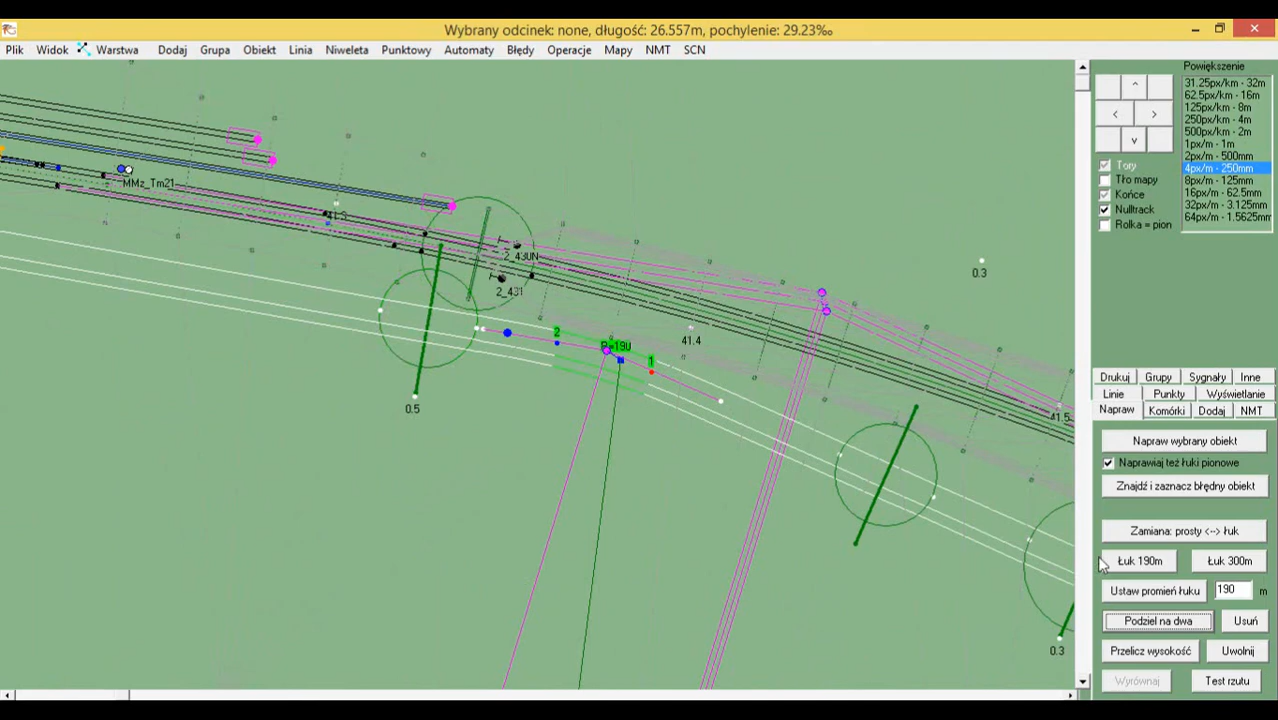 Wybrany odcinek: none, długość: 26.557m, pochylenie: 29.23‰
Plik Widok Warstwa Dodaj Grupa Obiekt Linia Niweleta Punktowy Automaty Błędy Operacje Mapy NMT SCN
Powiększenie
31.25px/km - 32m
62.5px/km - 16m
125px/km - 8m
250px/km - 4m
500px/km - 2m
1px/m - 1m
2px/m - 500mm
4px/m - 250mm
8px/m - 125mm
16px/m - 62.5mm
32px/m - 3.125mm
64px/m - 1.5625mm
Tory
Tło mapy
Końce
Nulltrack
Rolka = pion
MMz_Tm21
41.3
2_43UN
2_431
0.3
2
R=190
41.4
1
0.5
41.5
0.3
Drukuj Grupy Sygnały Inne
Linie Punkty Wyświetlanie
Napraw Komórki Dodaj NMT
Napraw wybrany obiekt
Naprawiaj też łuki pionowe
Znajdź i zaznacz błędny obiekt
Zamiana: prosty <-> łuk
Łuk 190m Łuk 300m
Ustaw promień łuku 190 m
Podziel na dwa Usuń
Przelicz wysokość Uwolnij
Wyrównaj Test rzutu